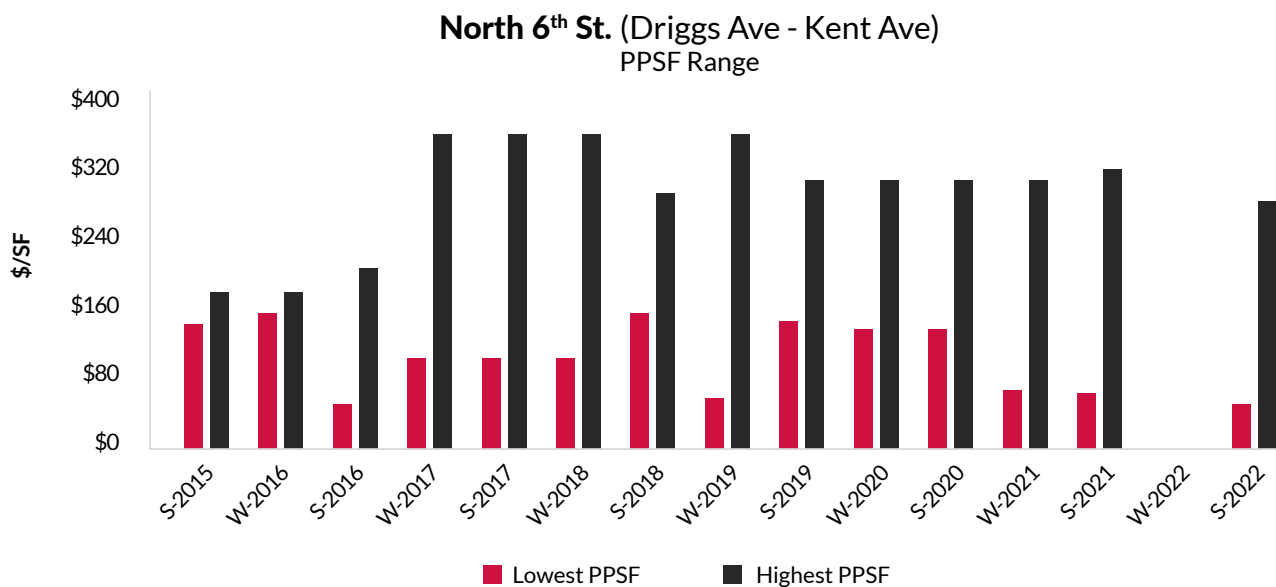 North 6th St. (Driggs Ave - Kent Ave)
PPSF Range
$400
$320
$240
$160
$80
$0
$/SF
S-2015
W-2016
S-2016
W-2017
S-2017
W-2018
S-2018
W-2019
S-2019
W-2020
S-2020
W-2021
S-2021
W-2022
S-2022
Lowest PPSF
Highest PPSF